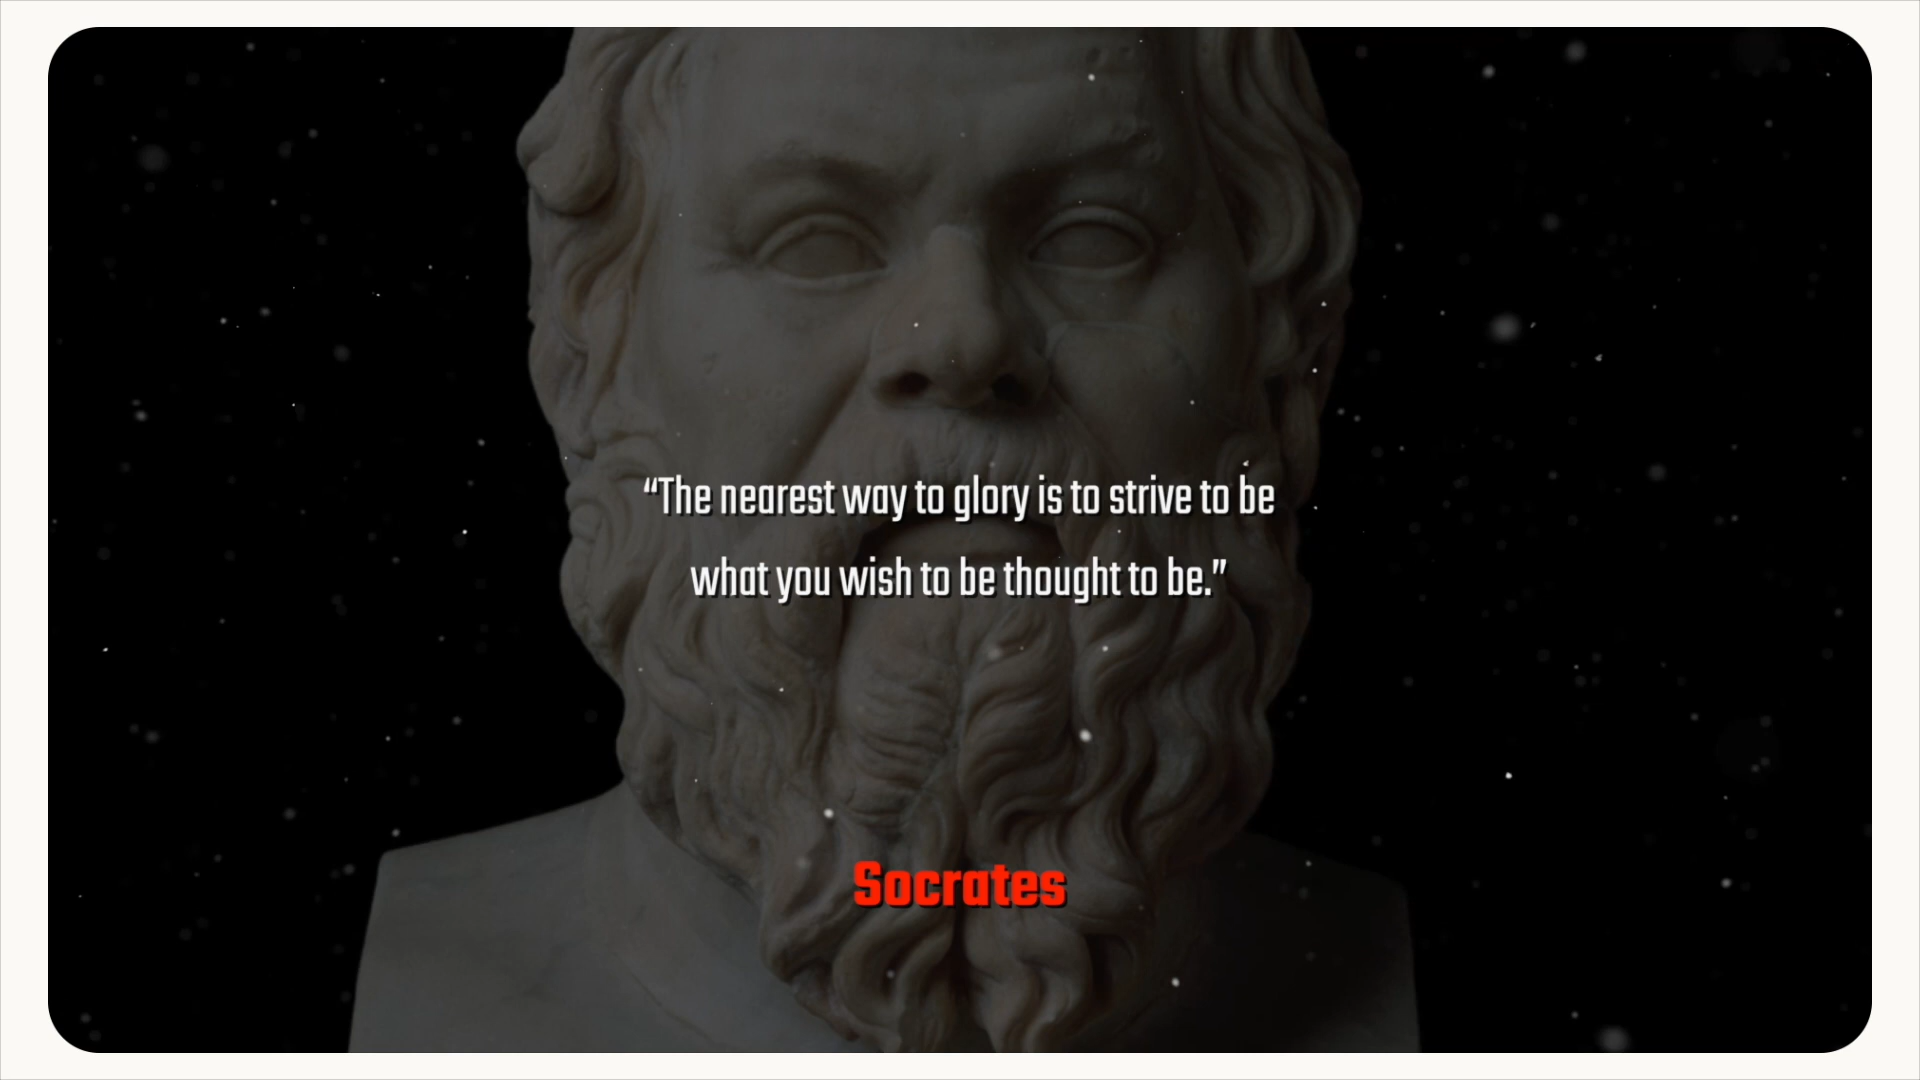 “The nearest way to glory is to strive to be
what you wish to be thought to be.”
Socrates